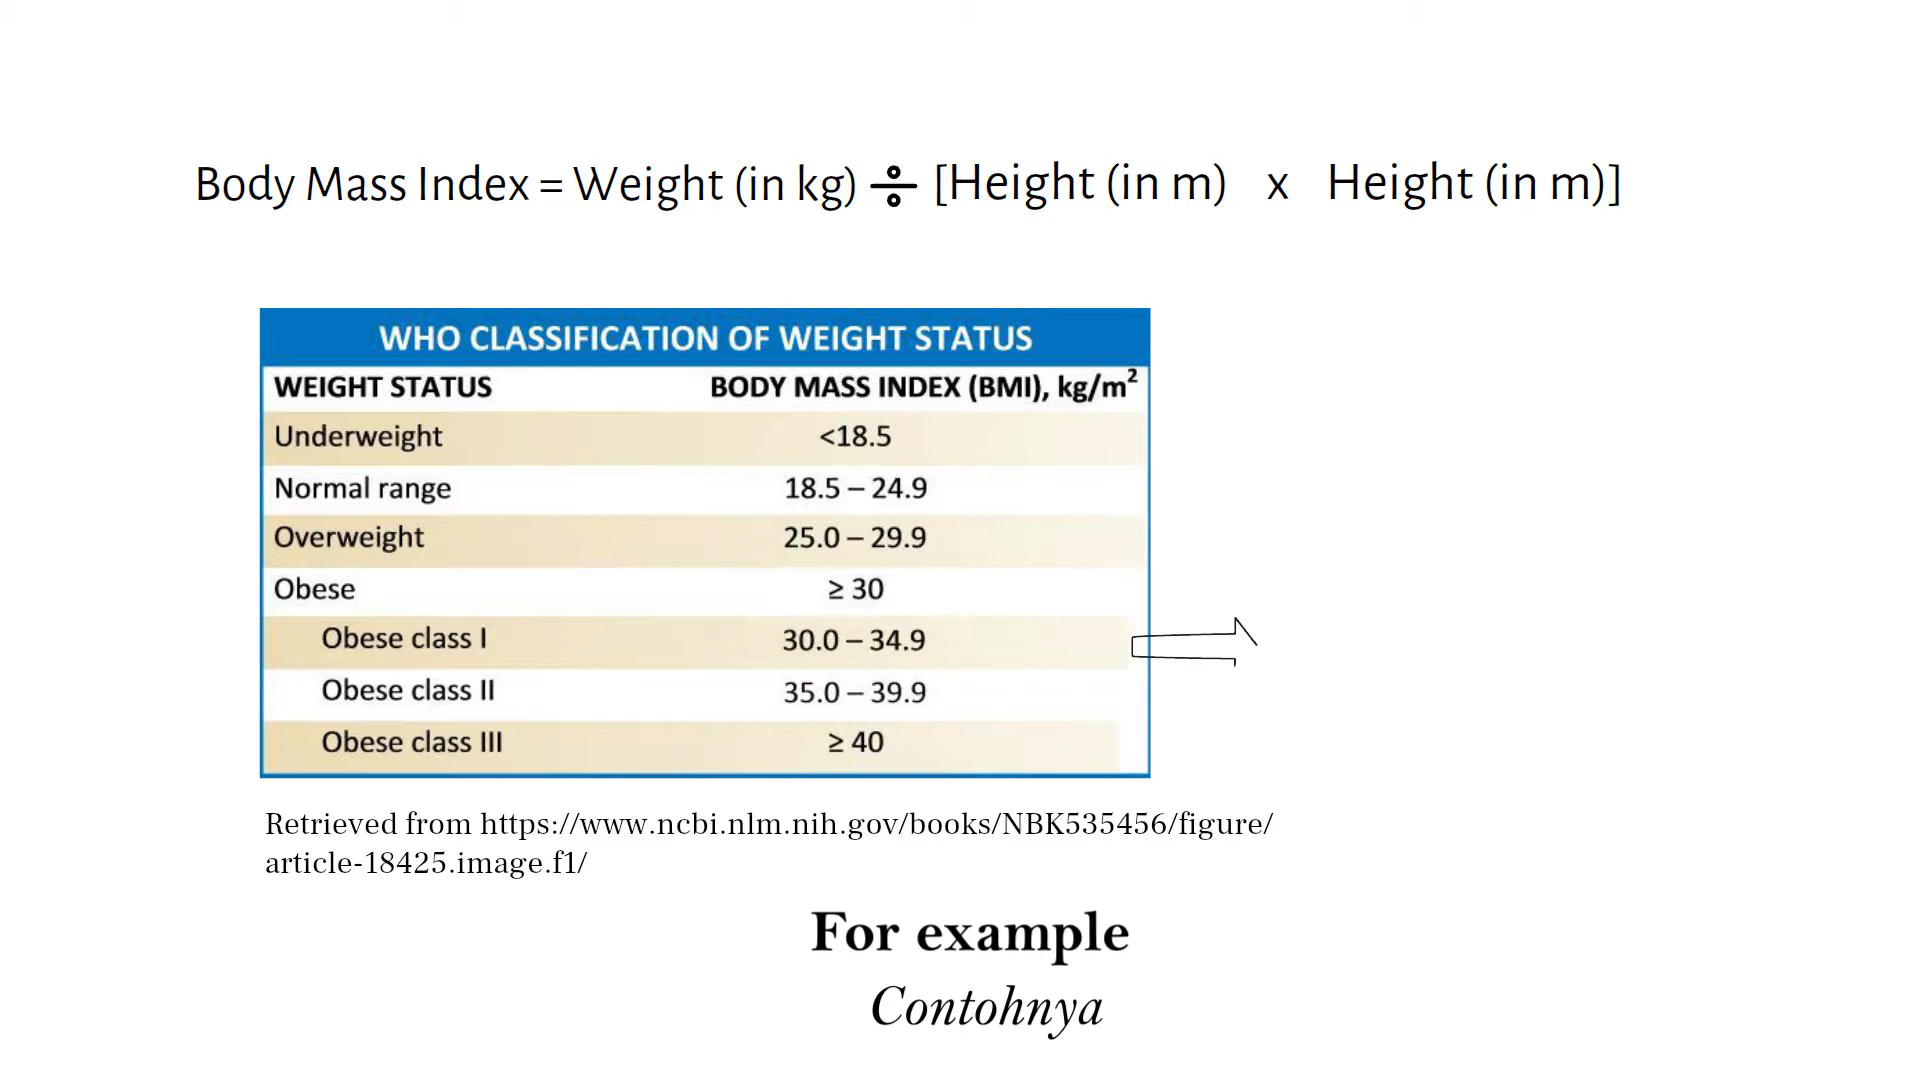 Body Mass Index = Weight (in kg) ÷ [Height (in m) x Height (in m)]
WHO CLASSIFICATION OF WEIGHT STATUS
WEIGHT STATUS BODY MASS INDEX (BMI), kg/m²
Underweight <18.5
Normal range 18.5 – 24.9
Overweight 25.0 – 29.9
Obese ≥ 30
Obese class I 30.0 – 34.9
Obese class II 35.0 – 39.9
Obese class III ≥ 40
Retrieved from https://www.ncbi.nlm.nih.gov/books/NBK535456/figure/
article-18425.image.f1/
For example
Contohnya